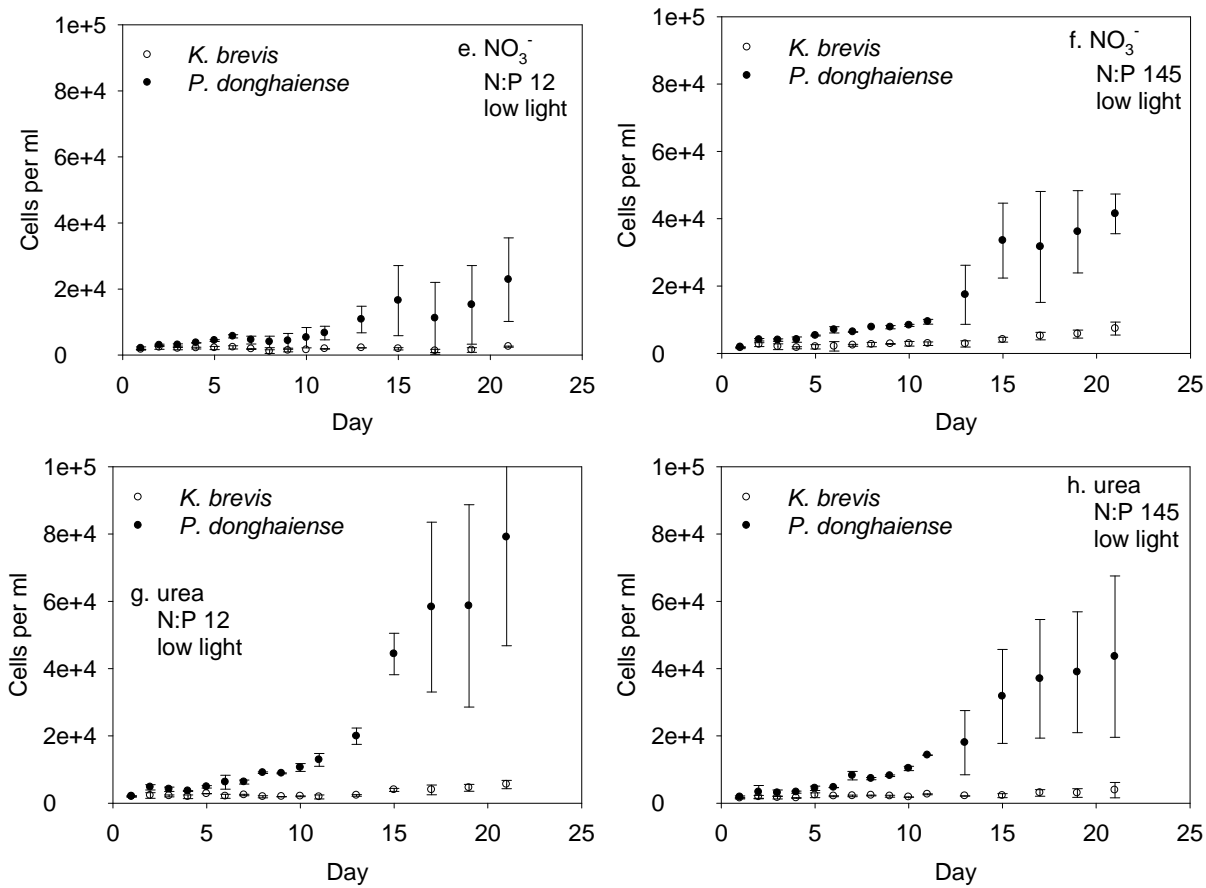 1e+5
8e+4
6e+4
4e+4
2e+4
0
Cells per ml
K. brevis
P. donghaiense
e. NO3-
N:P 12
low light
0 5 10 15 20 25
Day
1e+5
8e+4
6e+4
4e+4
2e+4
0
Cells per ml
K. brevis
P. donghaiense
f. NO3-
N:P 145
low light
0 5 10 15 20 25
Day
1e+5
8e+4
6e+4
4e+4
2e+4
0
Cells per ml
K. brevis
P. donghaiense
g. urea
N:P 12
low light
0 5 10 15 20 25
Day
1e+5
8e+4
6e+4
4e+4
2e+4
0
Cells per ml
K. brevis
P. donghaiense
h. urea
N:P 145
low light
0 5 10 15 20 25
Day